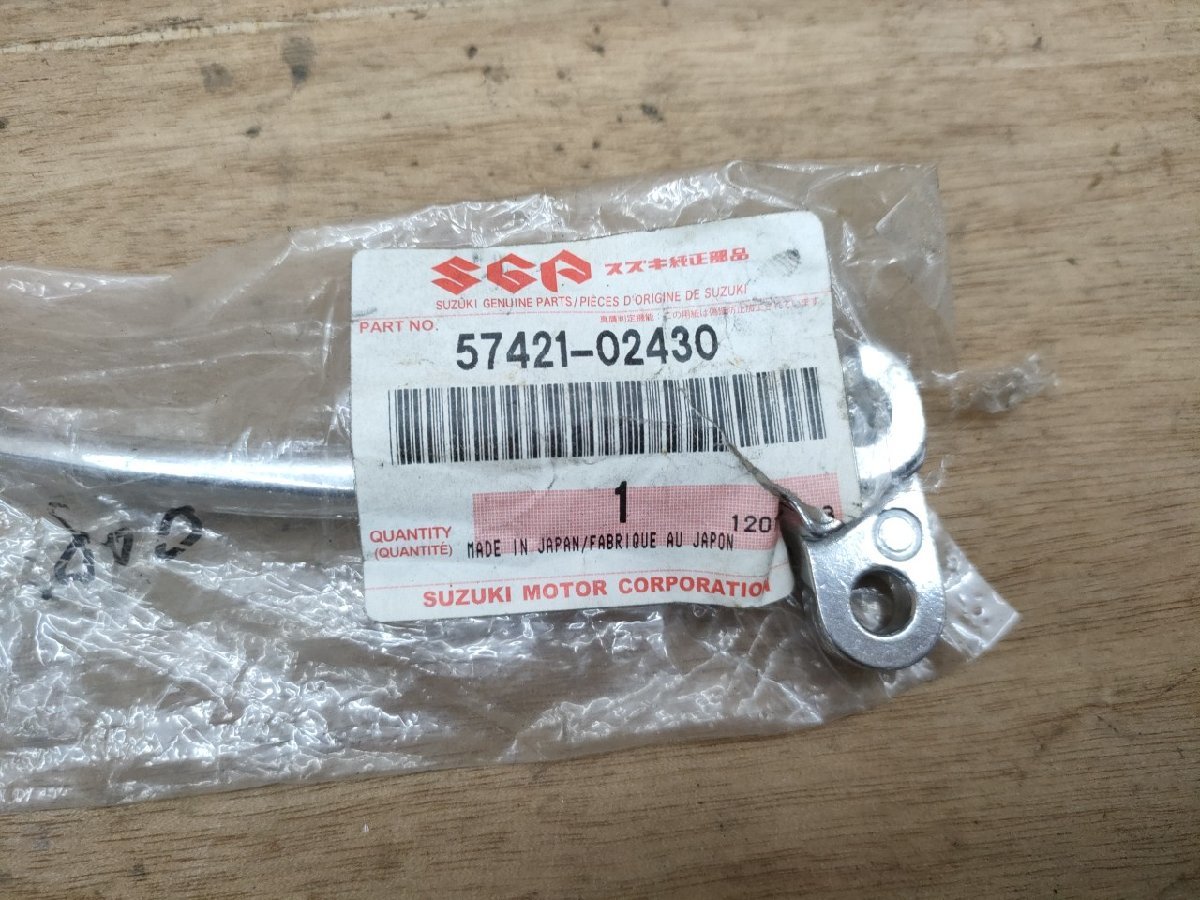 SGP スズキ純正部品
SUZUKI GENUINE PARTS/PIÈCES D'ORIGINE DE SUZUKI
PART NO.
57421-02430
1
QUANTITY
(QUANTITÉ)
MADE IN JAPAN/FABRIQUE AU JAPON
SUZUKI MOTOR CORPORATION